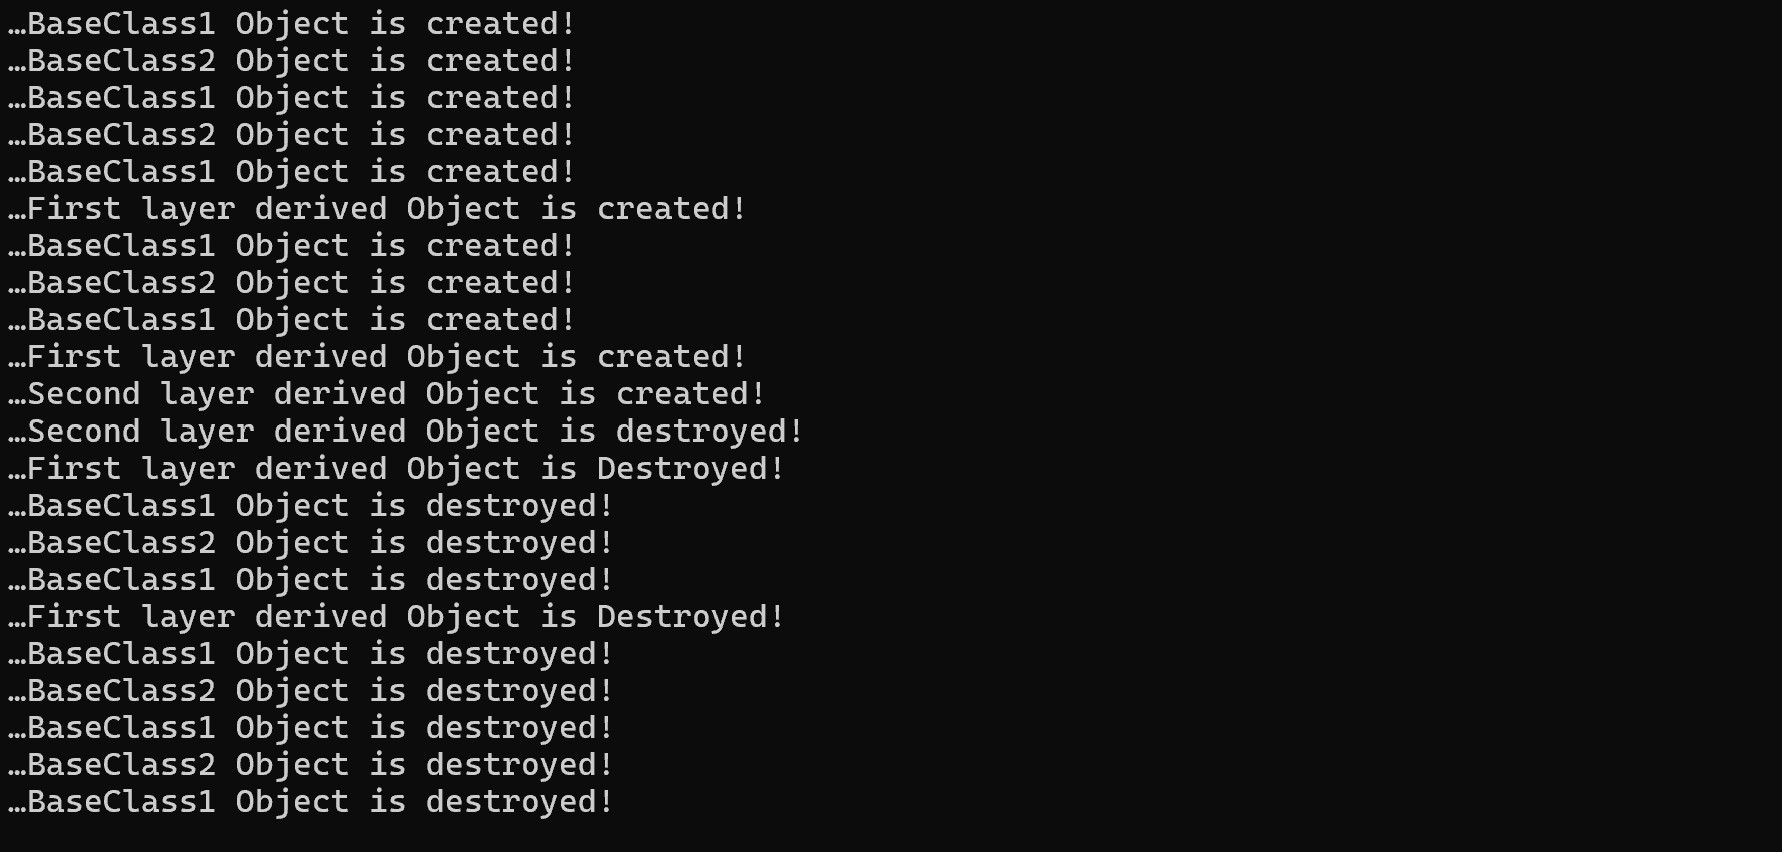 …BaseClass1 Object is created!
…BaseClass2 Object is created!
…BaseClass1 Object is created!
…BaseClass2 Object is created!
…BaseClass1 Object is created!
…First layer derived Object is created!
…BaseClass1 Object is created!
…BaseClass2 Object is created!
…BaseClass1 Object is created!
…First layer derived Object is created!
…Second layer derived Object is created!
…Second layer derived Object is destroyed!
…First layer derived Object is Destroyed!
…BaseClass1 Object is destroyed!
…BaseClass2 Object is destroyed!
…BaseClass1 Object is destroyed!
…First layer derived Object is Destroyed!
…BaseClass1 Object is destroyed!
…BaseClass2 Object is destroyed!
…BaseClass1 Object is destroyed!
…BaseClass2 Object is destroyed!
…BaseClass1 Object is destroyed!